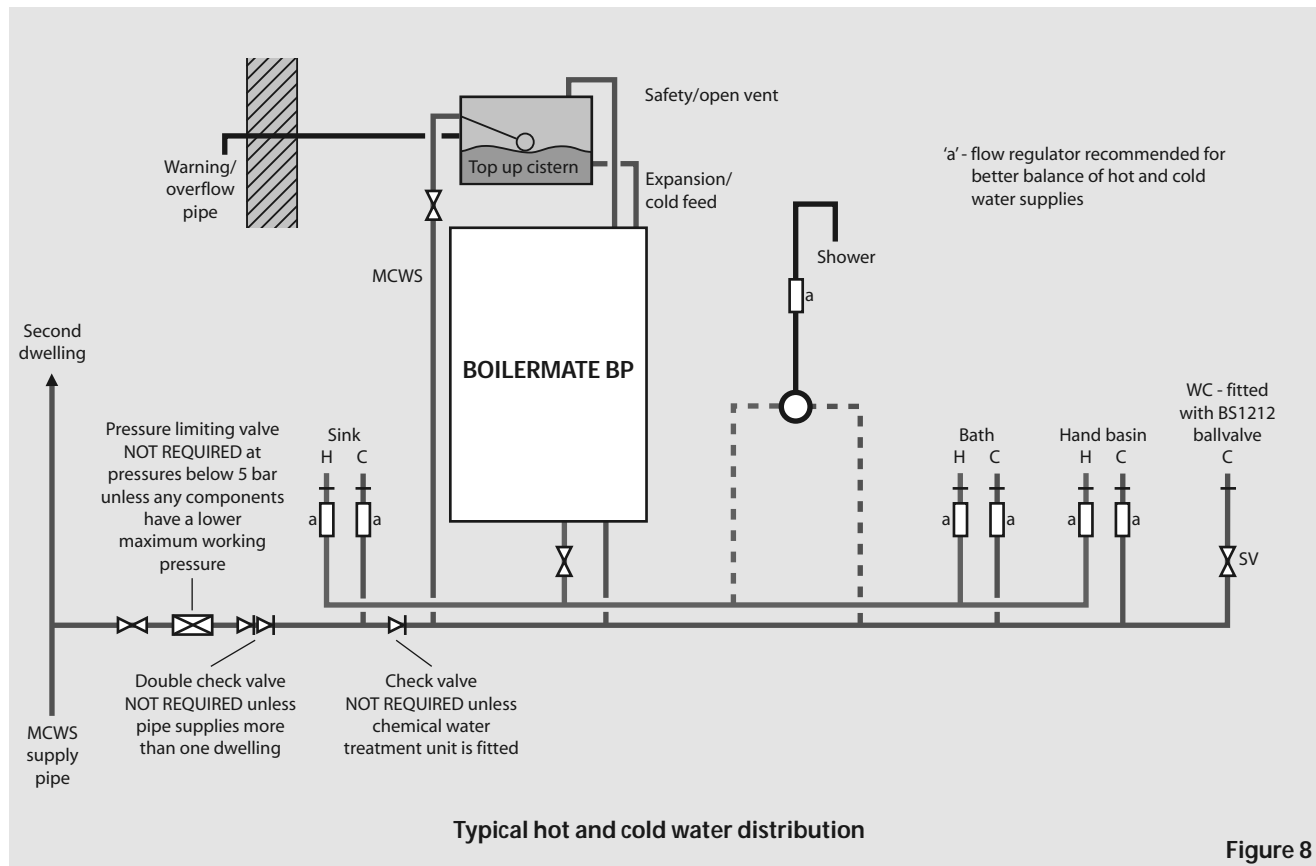 Safety/open vent
Warning/
overflow
pipe
Top up cistern
Expansion/
cold feed
'a' - flow regulator recommended for
better balance of hot and cold
water supplies
MCWS
Shower
a
BOILERMATE BP
Second
dwelling
Pressure limiting valve
NOT REQUIRED at
pressures below 5 bar
unless any components
have a lower
maximum working
pressure
Sink
H C
a a
Bath
H C
a a
Hand basin
H C
a a
WC - fitted
with BS1212
ballvalve
C
SV
Double check valve
NOT REQUIRED unless
pipe supplies more
than one dwelling
Check valve
NOT REQUIRED unless
chemical water
treatment unit is fitted
MCWS
supply
pipe
Typical hot and cold water distribution
Figure 8